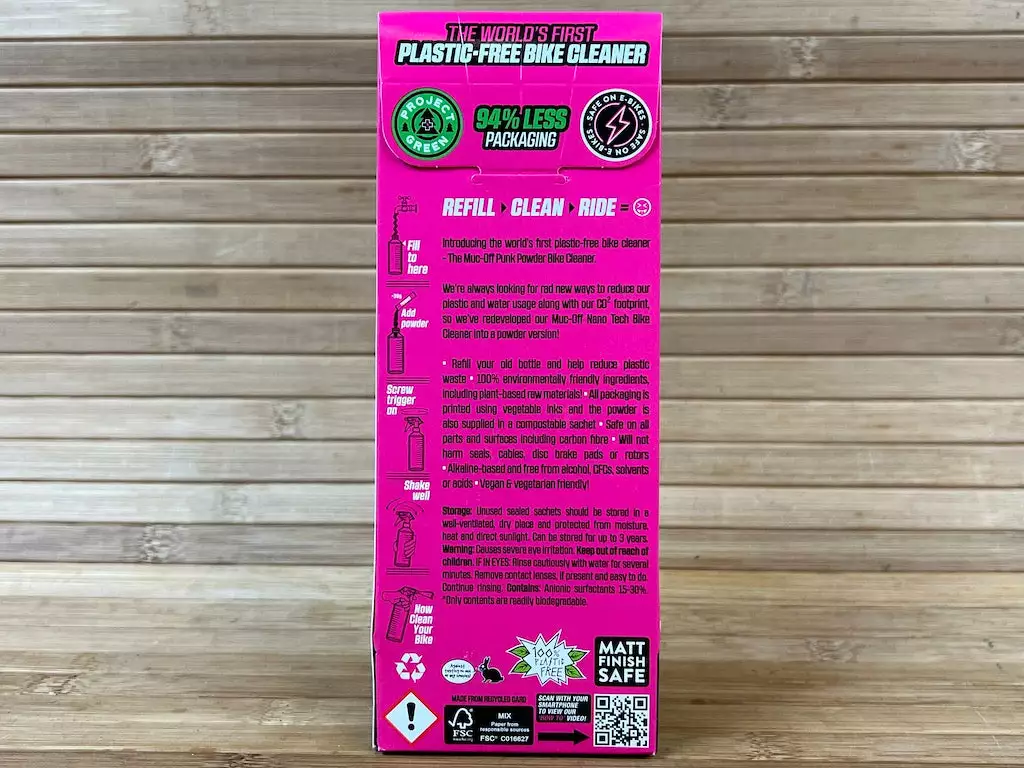 THE WORLD'S FIRST
PLASTIC-FREE BIKE CLEANER
PROJECT
GREEN
94% LESS
PACKAGING
SAFE ON E-BIKES · SAFE ON E-BIKES ·
REFILL CLEAN RIDE =
Fill
to
here
Add
powder
Screw
trigger
on
Shake
well
Now
Clean
Your
Bike
Introducing the world's first plastic-free bike cleaner
- The Muc-Off Punk Powder Bike Cleaner.
We're always looking for rad new ways to reduce our
plastic and water usage along with our CO² footprint,
so we've redeveloped our Muc-Off Nano Tech Bike
Cleaner into a powder version!
• Refill your old bottle and help reduce plastic
waste • 100% environmentally friendly ingredients,
including plant-based raw materials! • All packaging is
printed using vegetable inks and the powder is
also supplied in a compostable sachet • Safe on all
parts and surfaces including carbon fibre • Will not
harm seals, cables, disc brake pads or rotors
• Alkaline-based and free from alcohol, CFCs, solvents
or acids • Vegan & vegetarian friendly!
Storage: Unused sealed sachets should be stored in a
well-ventilated, dry place and protected from moisture,
heat and direct sunlight. Can be stored for up to 3 years.
Warning: Causes severe eye irritation. Keep out of reach of
children. IF IN EYES: Rinse cautiously with water for several
minutes. Remove contact lenses, if present and easy to do.
Continue rinsing. Contains: Anionic surfactants 15-30%.
*Only contents are readily biodegradable.
100%
PLASTIC
FREE
MATT
FINISH
SAFE
MADE FROM RECYCLED CARD
FSC
MIX
Paper from
responsible sources
FSC® C016627
SCAN WITH YOUR
SMARTPHONE
TO VIEW OUR
'HOW TO' VIDEO!